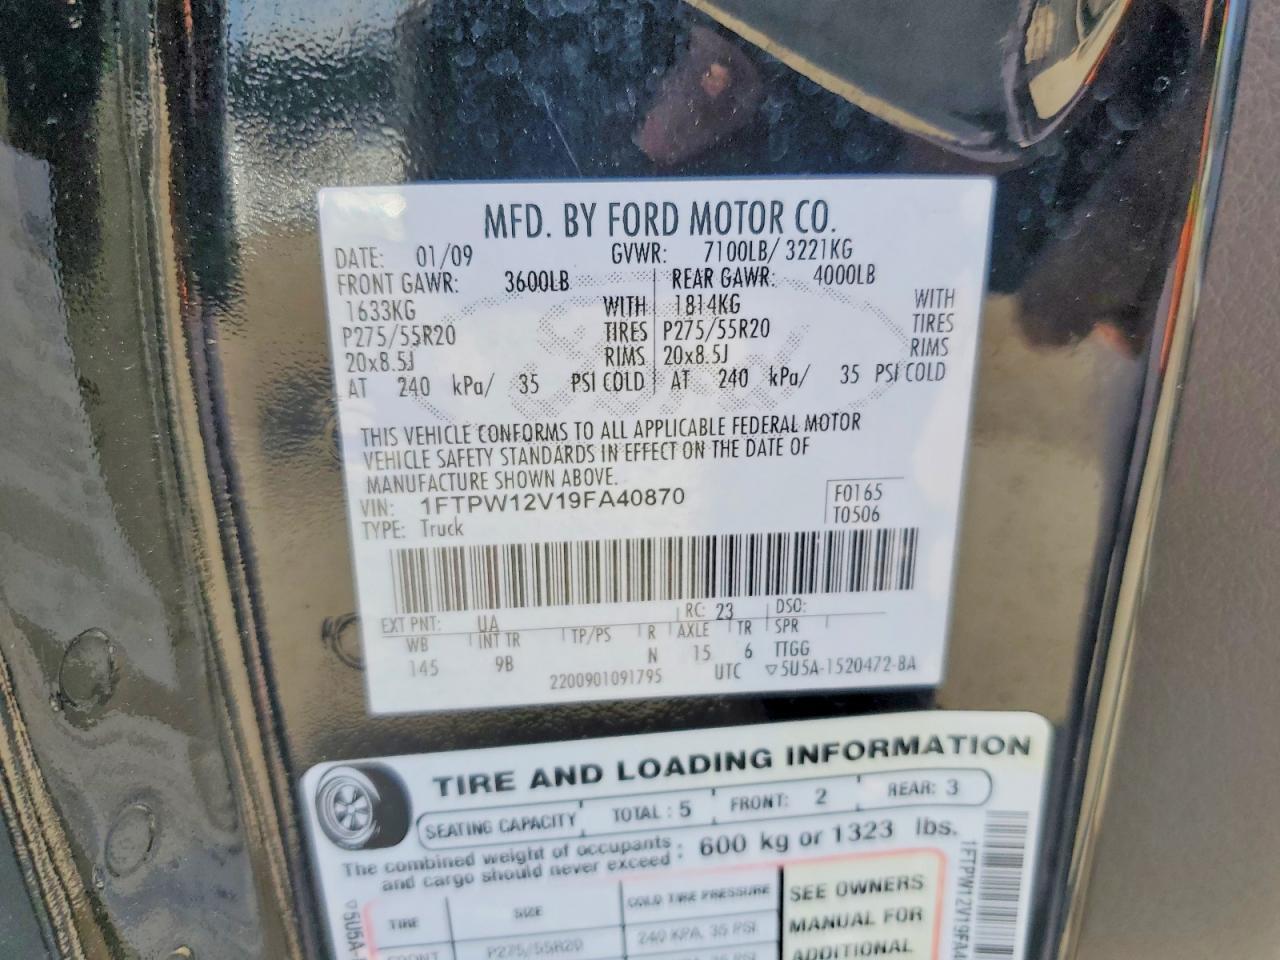 MFD. BY FORD MOTOR CO.
DATE: 01/09 GVWR: 7100LB/ 3221KG
FRONT GAWR: 3600LB REAR GAWR: 4000LB
1633KG WITH 1814KG WITH
P275/55R20 TIRES P275/55R20 TIRES
20x8.5J RIMS 20x8.5J RIMS
AT 240 kPa/ 35 PSI COLD AT 240 kPa/ 35 PSI COLD
THIS VEHICLE CONFORMS TO ALL APPLICABLE FEDERAL MOTOR
VEHICLE SAFETY STANDARDS IN EFFECT ON THE DATE OF
MANUFACTURE SHOWN ABOVE.
VIN: 1FTPW12V19FA40870 F0165
TYPE: Truck T0506
EXT PNT: UA RC: 23 DSO:
WB INT TR TP/PS R AXLE TR SPR
145 9B N 15 6 TTGG
2200901091795 UTC ▽5U5A-1520472-BA
TIRE AND LOADING INFORMATION
SEATING CAPACITY TOTAL : 5 FRONT: 2 REAR: 3
The combined weight of occupants
and cargo should never exceed : 600 kg or 1323 lbs.
TIRE SIZE COLD TIRE PRESSURE SEE OWNERS
FRONT P275/55R20 240 KPA, 35 PSI MANUAL FOR
ADDITIONAL
▽5U5A-
1FTPW12V19FA4